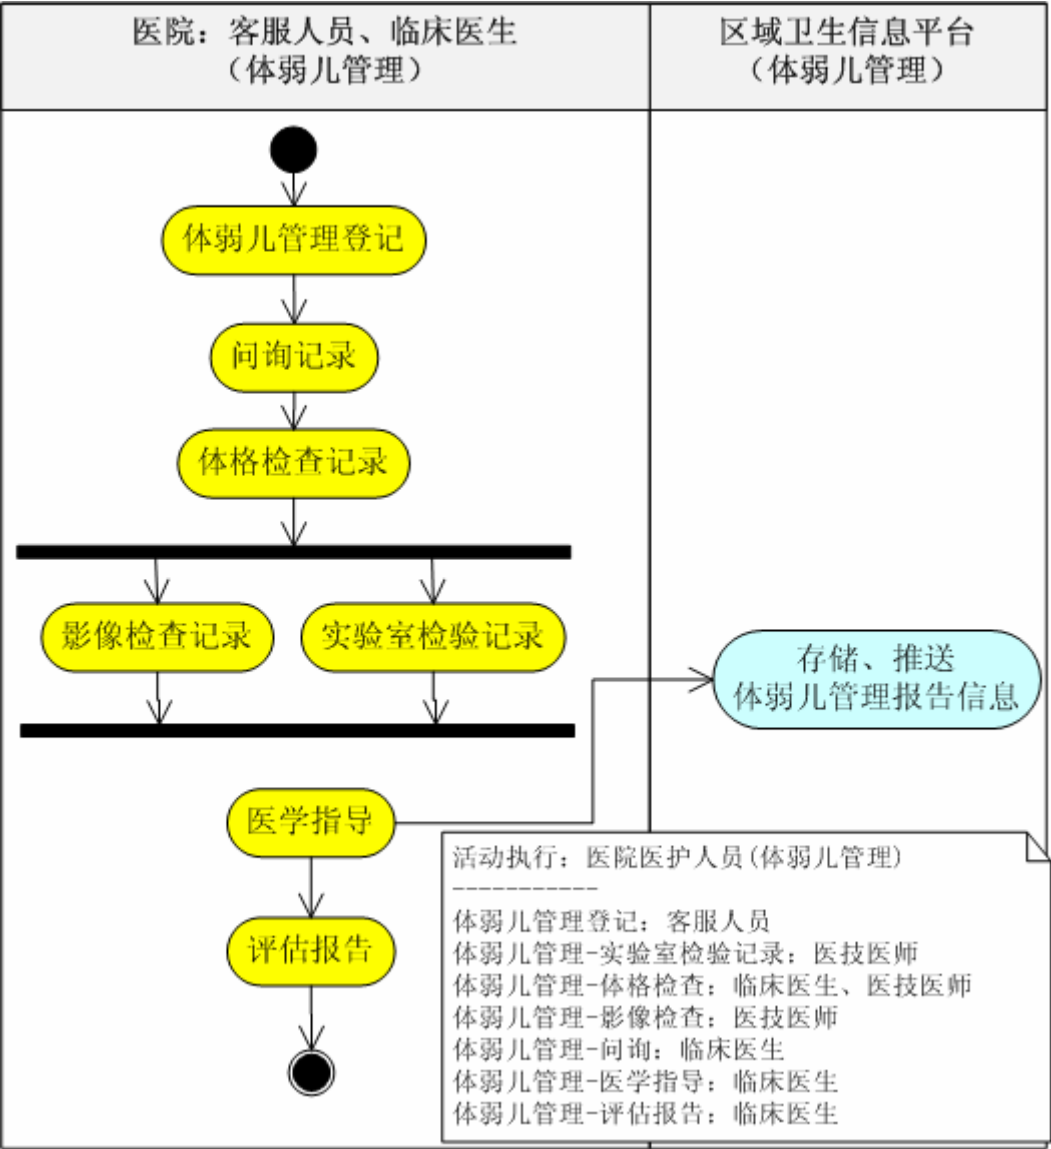 医院：客服人员、临床医生
（体弱儿管理）
区域卫生信息平台
（体弱儿管理）
体弱儿管理登记
问询记录
体格检查记录
影像检查记录
实验室检验记录
存储、推送
体弱儿管理报告信息
医学指导
评估报告
活动执行：医院医护人员(体弱儿管理)
-----------
体弱儿管理登记：客服人员
体弱儿管理-实验室检验记录：医技医师
体弱儿管理-体格检查：临床医生、医技医师
体弱儿管理-影像检查：医技医师
体弱儿管理-问询：临床医生
体弱儿管理-医学指导：临床医生
体弱儿管理-评估报告：临床医生